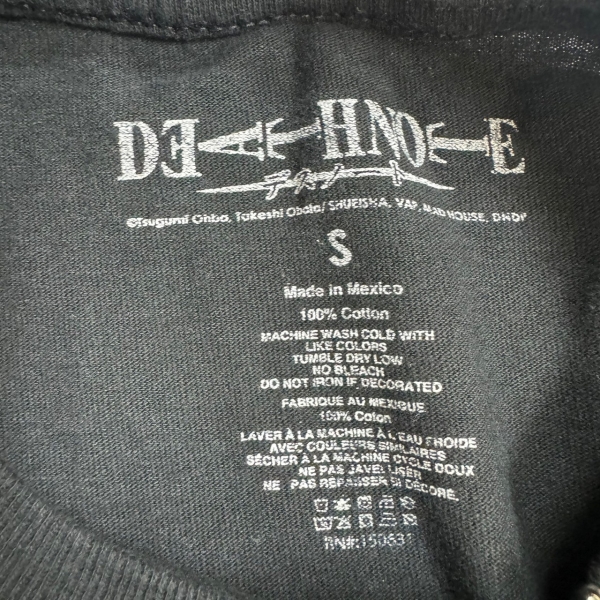 DEATH NOTE
デスノート
©Tsugumi Ohba, Takeshi Obata/ SHUEISHA, VAP, MAD HOUSE, DNDP
S
Made in Mexico
100% Cotton
MACHINE WASH COLD WITH
LIKE COLORS
TUMBLE DRY LOW
NO BLEACH
DO NOT IRON IF DECORATED
FABRIQUE AU MEXIQUE
100% Coton
LAVER À LA MACHINE À L'EAU FROIDE
AVEC COULEURS SIMILAIRES
SÉCHER À LA MACHINE CYCLE DOUX
NE PAS JAVELLISER
NE PAS REPASSER SI DÉCORÉ.
RN#:150631